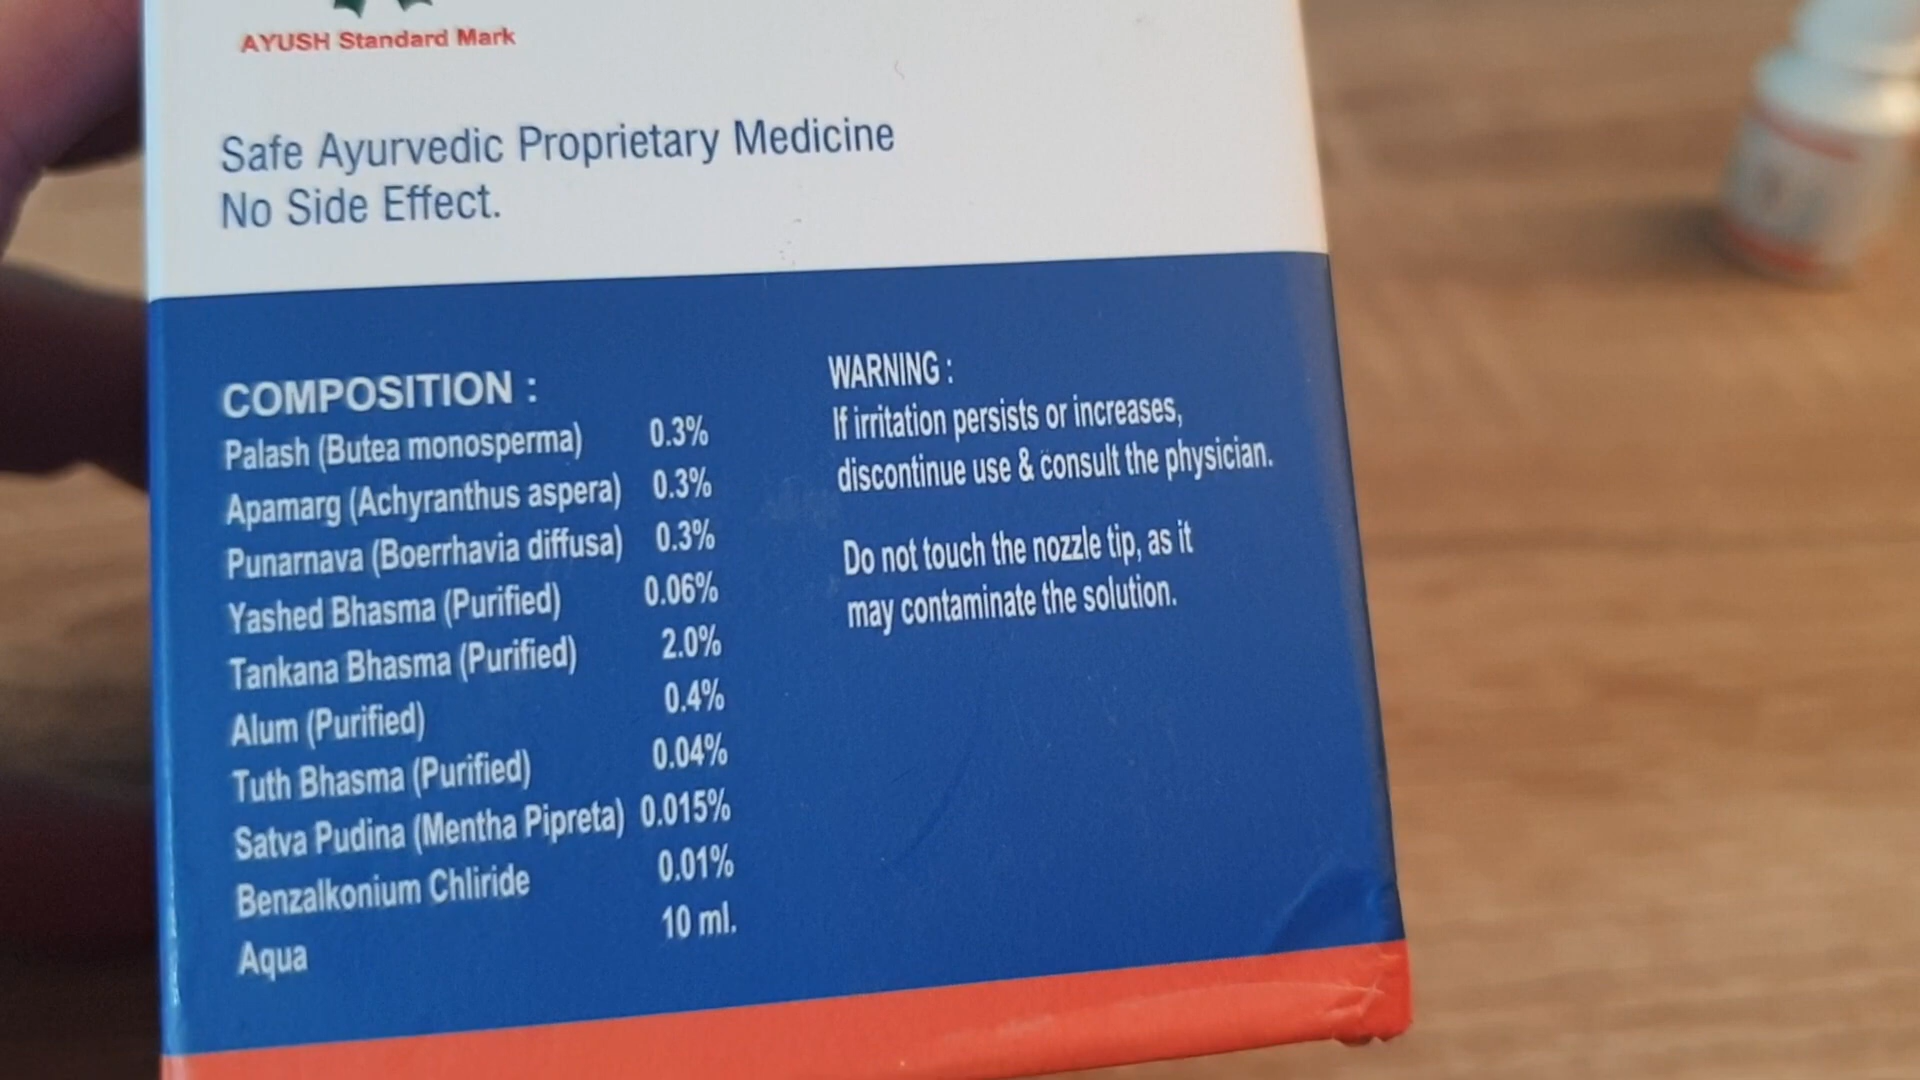 AYUSH Standard Mark
Safe Ayurvedic Proprietary Medicine
No Side Effect.
COMPOSITION :
Palash (Butea monosperma) 0.3%
Apamarg (Achyranthus aspera) 0.3%
Punarnava (Boerrhavia diffusa) 0.3%
Yashed Bhasma (Purified) 0.06%
Tankana Bhasma (Purified) 2.0%
Alum (Purified) 0.4%
Tuth Bhasma (Purified) 0.04%
Satva Pudina (Mentha Pipreta) 0.015%
Benzalkonium Chliride 0.01%
Aqua 10 ml.
WARNING :
If irritation persists or increases,
discontinue use & consult the physician.
Do not touch the nozzle tip, as it
may contaminate the solution.